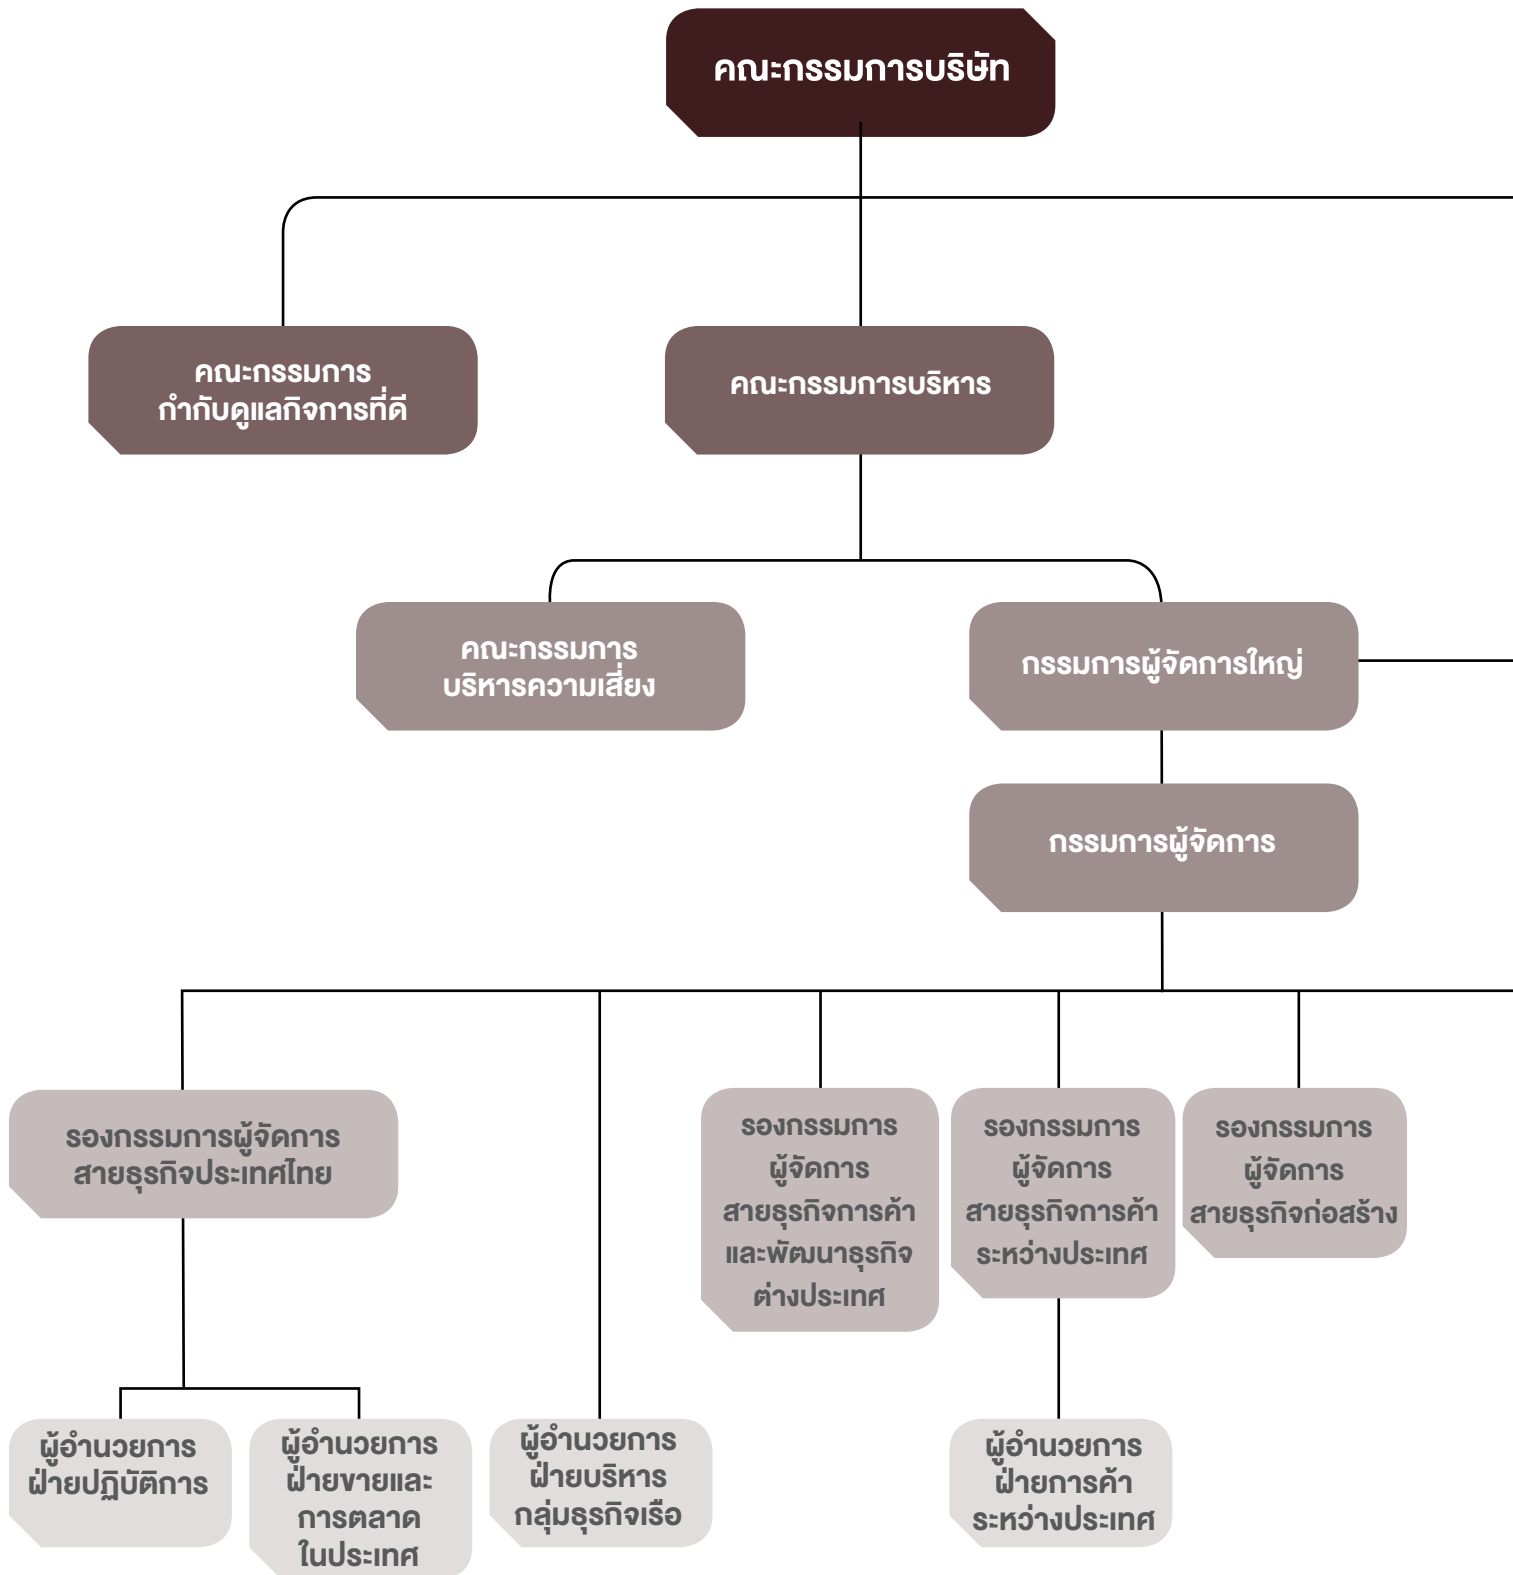 คณะกรรมการบริษัท
คณะกรรมการ
กำกับดูแลกิจการที่ดี
คณะกรรมการบริหาร
คณะกรรมการ
บริหารความเสี่ยง
กรรมการผู้จัดการใหญ่
กรรมการผู้จัดการ
รองกรรมการผู้จัดการ
สายธุรกิจประเทศไทย
รองกรรมการ
ผู้จัดการ
สายธุรกิจการค้า
และพัฒนาธุรกิจ
ต่างประเทศ
รองกรรมการ
ผู้จัดการ
สายธุรกิจการค้า
ระหว่างประเทศ
รองกรรมการ
ผู้จัดการ
สายธุรกิจก่อสร้าง
ผู้อำนวยการ
ฝ่ายปฏิบัติการ
ผู้อำนวยการ
ฝ่ายขายและ
การตลาด
ในประเทศ
ผู้อำนวยการ
ฝ่ายบริหาร
กลุ่มธุรกิจเรือ
ผู้อำนวยการ
ฝ่ายการค้า
ระหว่างประเทศ